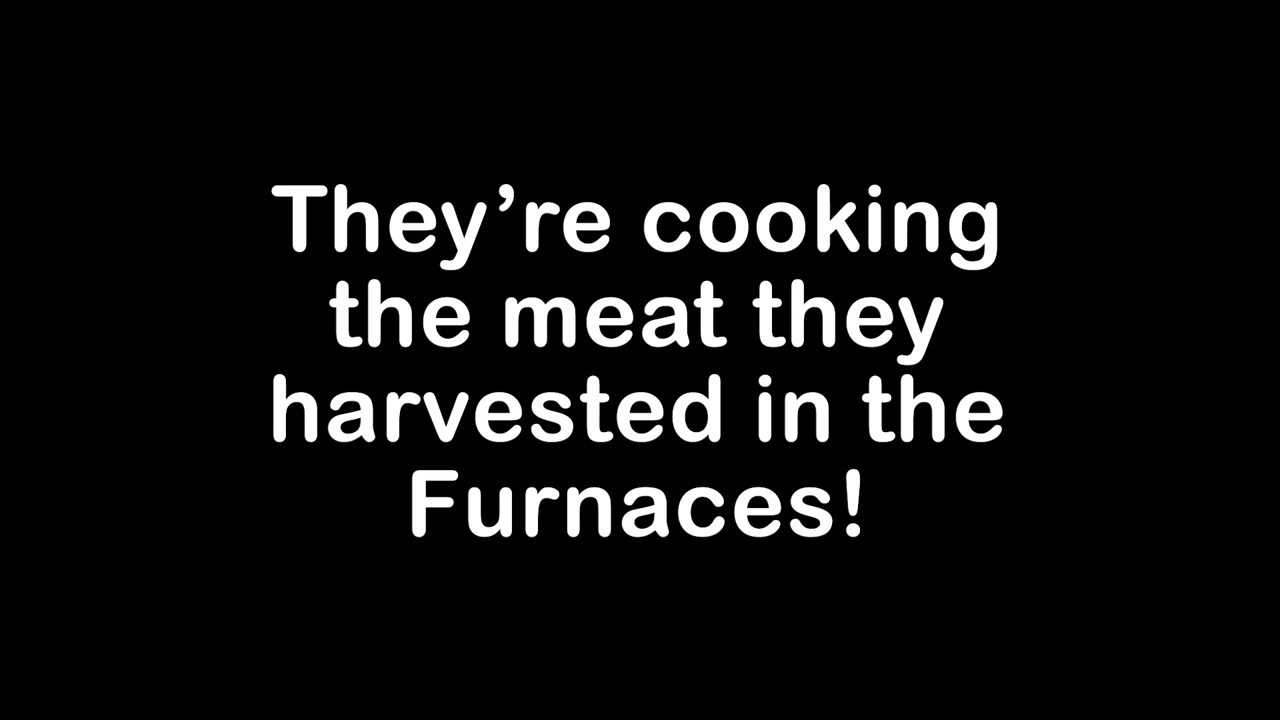 They’re cooking
the meat they
harvested in the
Furnaces!